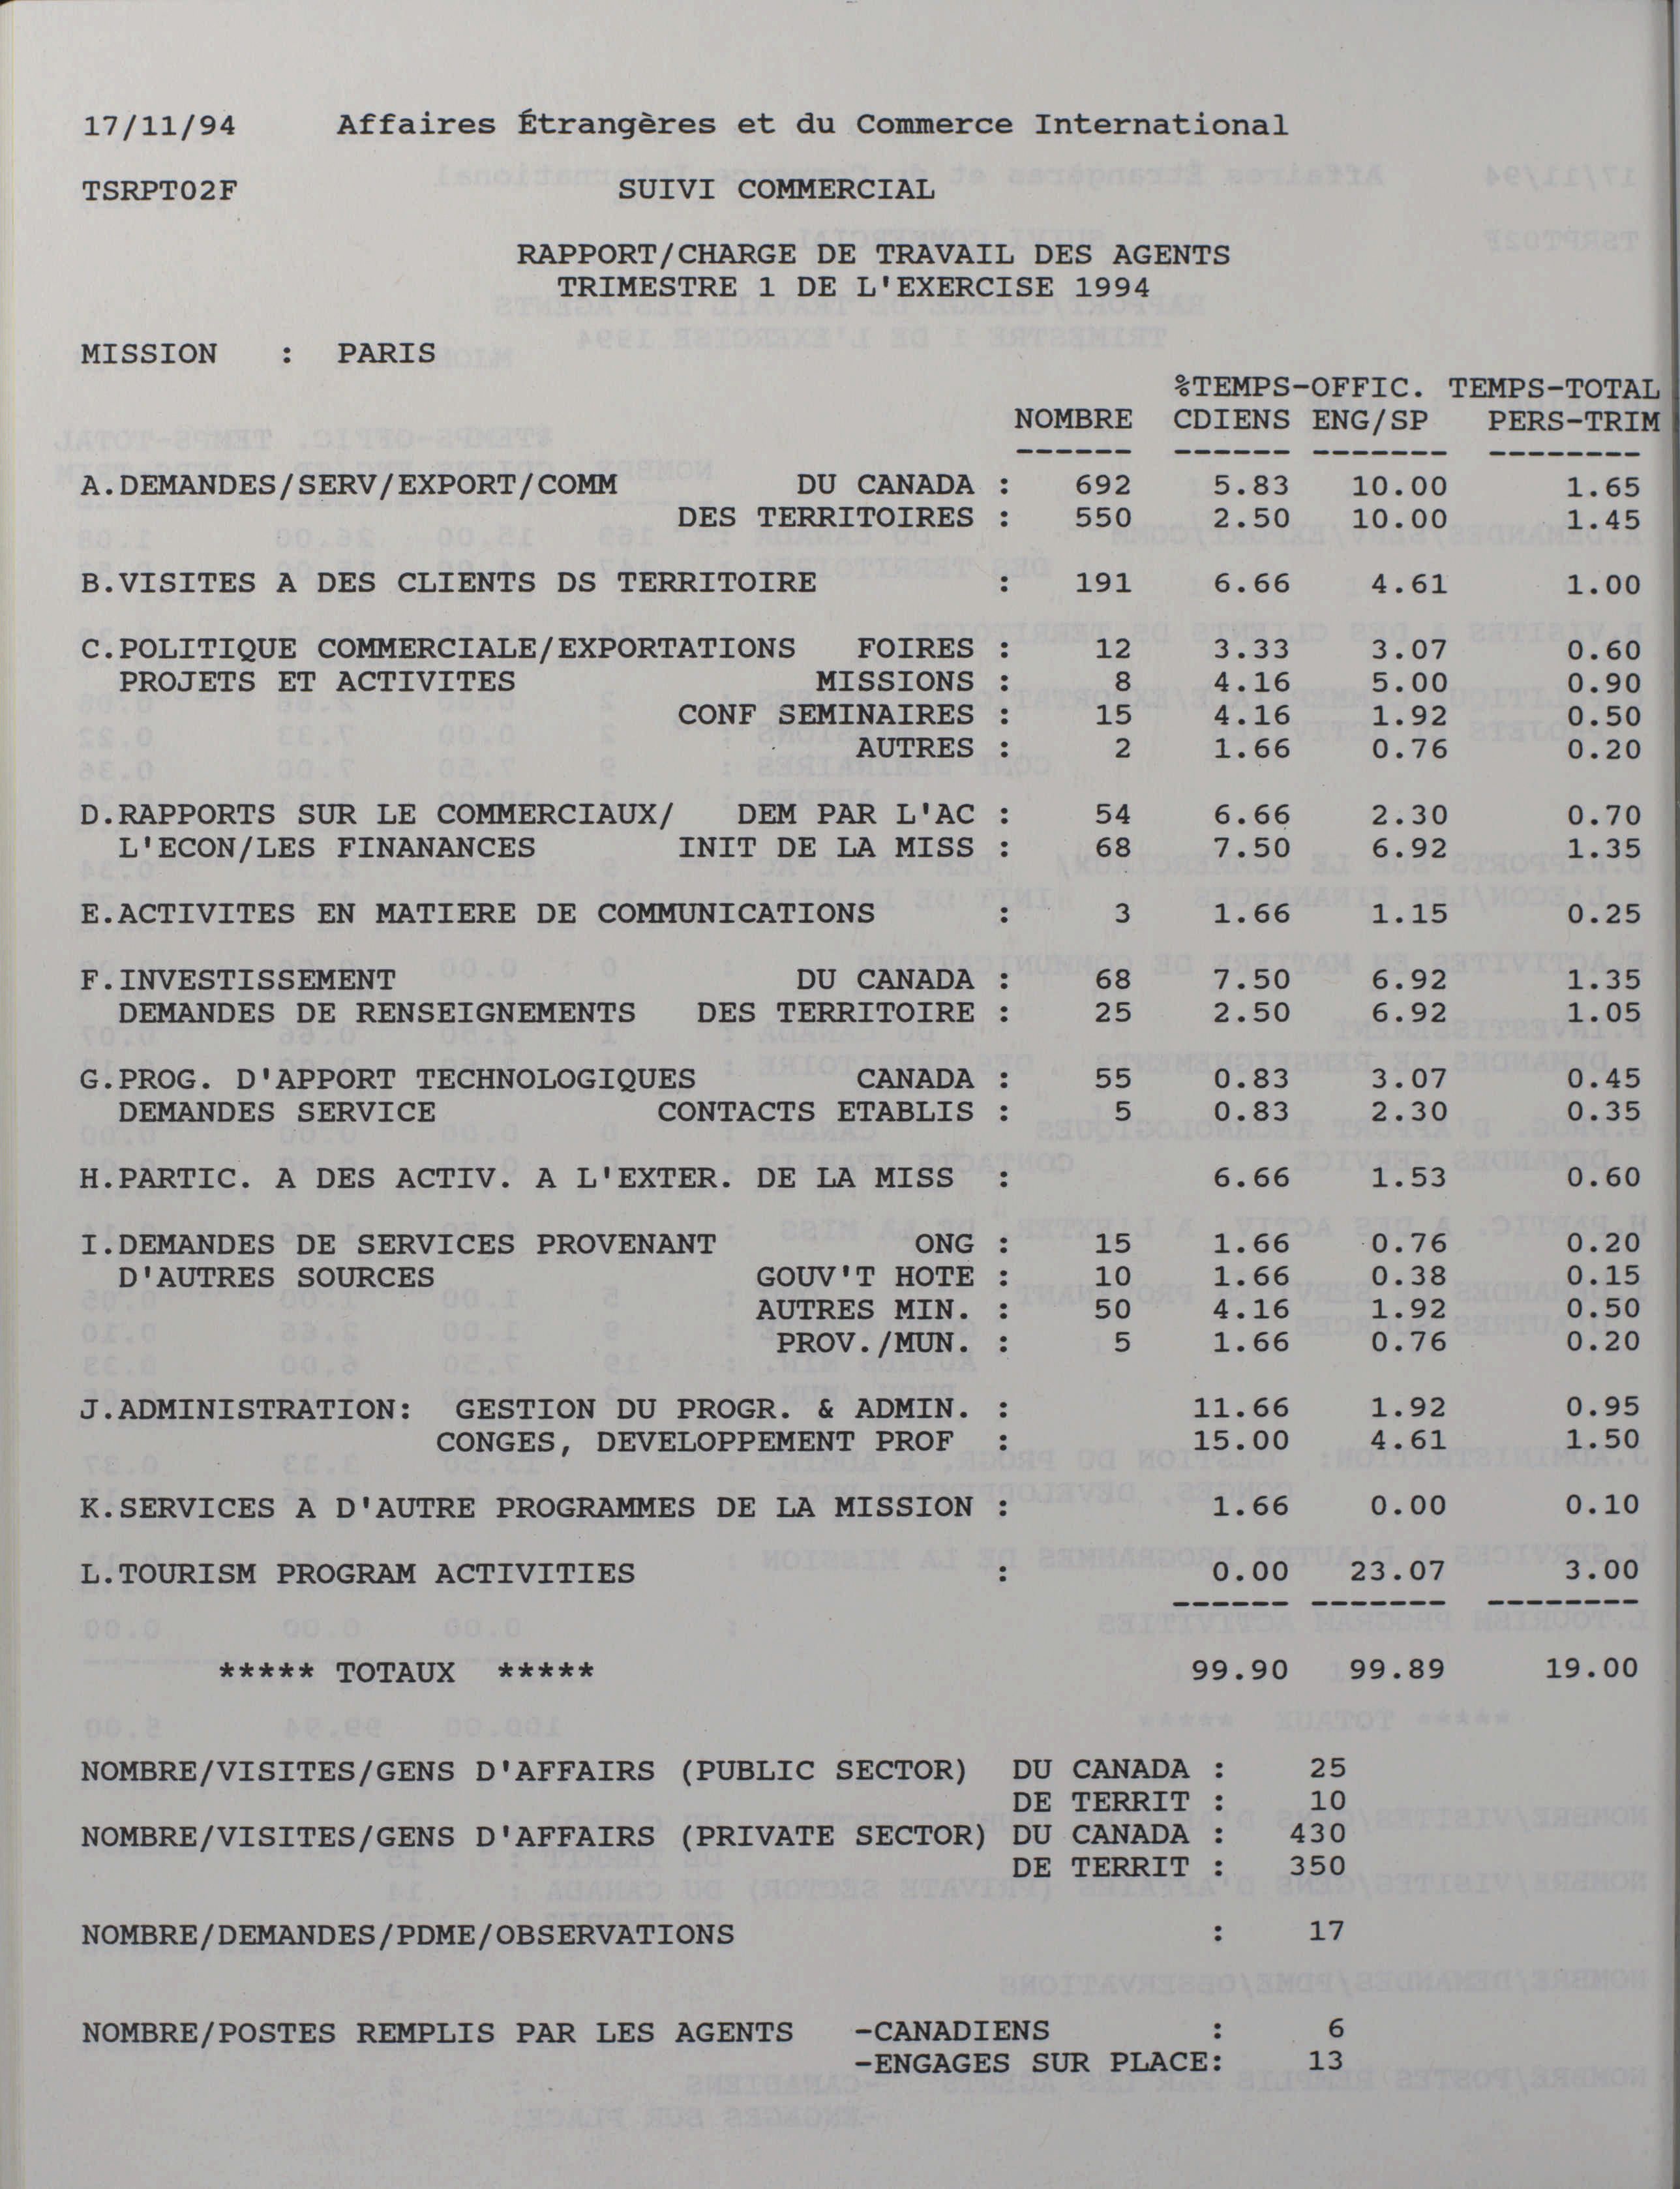 17/11/94 Affaires Étrangères et du Commerce International
TSRPT02F SUIVI COMMERCIAL
RAPPORT/CHARGE DE TRAVAIL DES AGENTS
TRIMESTRE 1 DE L'EXERCISE 1994
MISSION : PARIS
%TEMPS-OFFIC. TEMPS-TOTAL
NOMBRE CDIENS ENG/SP PERS-TRIM
------ ------ ------- --------
A.DEMANDES/SERV/EXPORT/COMM DU CANADA : 692 5.83 10.00 1.65
DES TERRITOIRES : 550 2.50 10.00 1.45
B.VISITES A DES CLIENTS DS TERRITOIRE : 191 6.66 4.61 1.00
C.POLITIQUE COMMERCIALE/EXPORTATIONS FOIRES : 12 3.33 3.07 0.60
PROJETS ET ACTIVITES MISSIONS : 8 4.16 5.00 0.90
CONF SEMINAIRES : 15 4.16 1.92 0.50
AUTRES : 2 1.66 0.76 0.20
D.RAPPORTS SUR LE COMMERCIAUX/ DEM PAR L'AC : 54 6.66 2.30 0.70
L'ECON/LES FINANANCES INIT DE LA MISS : 68 7.50 6.92 1.35
E.ACTIVITES EN MATIERE DE COMMUNICATIONS : 3 1.66 1.15 0.25
F.INVESTISSEMENT DU CANADA : 68 7.50 6.92 1.35
DEMANDES DE RENSEIGNEMENTS DES TERRITOIRE : 25 2.50 6.92 1.05
G.PROG. D'APPORT TECHNOLOGIQUES CANADA : 55 0.83 3.07 0.45
DEMANDES SERVICE CONTACTS ETABLIS : 5 0.83 2.30 0.35
H.PARTIC. A DES ACTIV. A L'EXTER. DE LA MISS : 6.66 1.53 0.60
I.DEMANDES DE SERVICES PROVENANT ONG : 15 1.66 0.76 0.20
D'AUTRES SOURCES GOUV'T HOTE : 10 1.66 0.38 0.15
AUTRES MIN. : 50 4.16 1.92 0.50
PROV./MUN. : 5 1.66 0.76 0.20
J.ADMINISTRATION: GESTION DU PROGR. & ADMIN. : 11.66 1.92 0.95
CONGES, DEVELOPPEMENT PROF : 15.00 4.61 1.50
K.SERVICES A D'AUTRE PROGRAMMES DE LA MISSION : 1.66 0.00 0.10
L.TOURISM PROGRAM ACTIVITIES : 0.00 23.07 3.00
------ ------- --------
***** TOTAUX ***** 99.90 99.89 19.00
NOMBRE/VISITES/GENS D'AFFAIRS (PUBLIC SECTOR) DU CANADA : 25
DE TERRIT : 10
NOMBRE/VISITES/GENS D'AFFAIRS (PRIVATE SECTOR) DU CANADA : 430
DE TERRIT : 350
NOMBRE/DEMANDES/PDME/OBSERVATIONS : 17
NOMBRE/POSTES REMPLIS PAR LES AGENTS -CANADIENS : 6
-ENGAGES SUR PLACE: 13